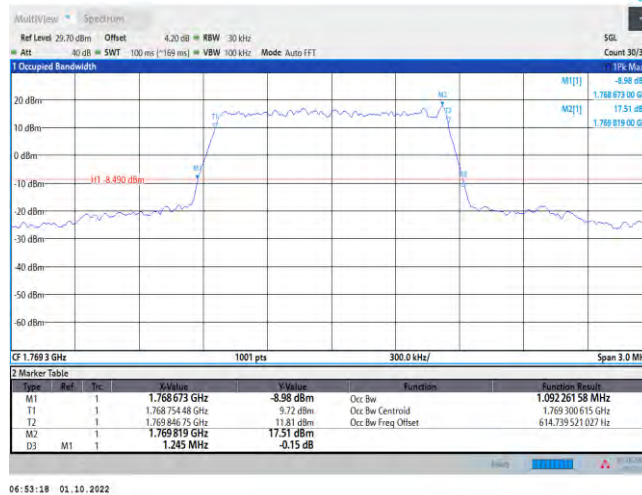 MultiView Spectrum
Ref Level 29.70 dBm Offset 4.20 dB RBW 30 kHz SGL
Att 40 dB SWT 100 ms (~169 ms) VBW 100 kHz Mode Auto FFT Count 30/3
1 Occupied Bandwidth 1Pk Ma
M1[1] -8.98 dB
1.768 673 00 G
M2[1] 17.51 dB
1.769 819 00 G
M2
20 dBm
T1 T2
10 dBm
0 dBm
M1
H1 -8.490 dBm
-10 dBm
-20 dBm
-30 dBm
-40 dBm
-50 dBm
-60 dBm
CF 1.769 3 GHz 1001 pts 300.0 kHz/ Span 3.0 MH
2 Marker Table
Type Ref Trc X-Value Y-Value Function Function Result
M1 1 1.768 673 GHz -8.98 dBm Occ Bw 1.092 261 58 MHz
T1 1 1.768 754 48 GHz 9.72 dBm Occ Bw Centroid 1.769 300 615 GHz
T2 1 1.769 846 75 GHz 11.81 dBm Occ Bw Freq Offset 614.739 521 027 Hz
M2 1 1.769 819 GHz 17.51 dBm
D3 M1 1 1.245 MHz -0.15 dB
06:53:18 01.10.2022